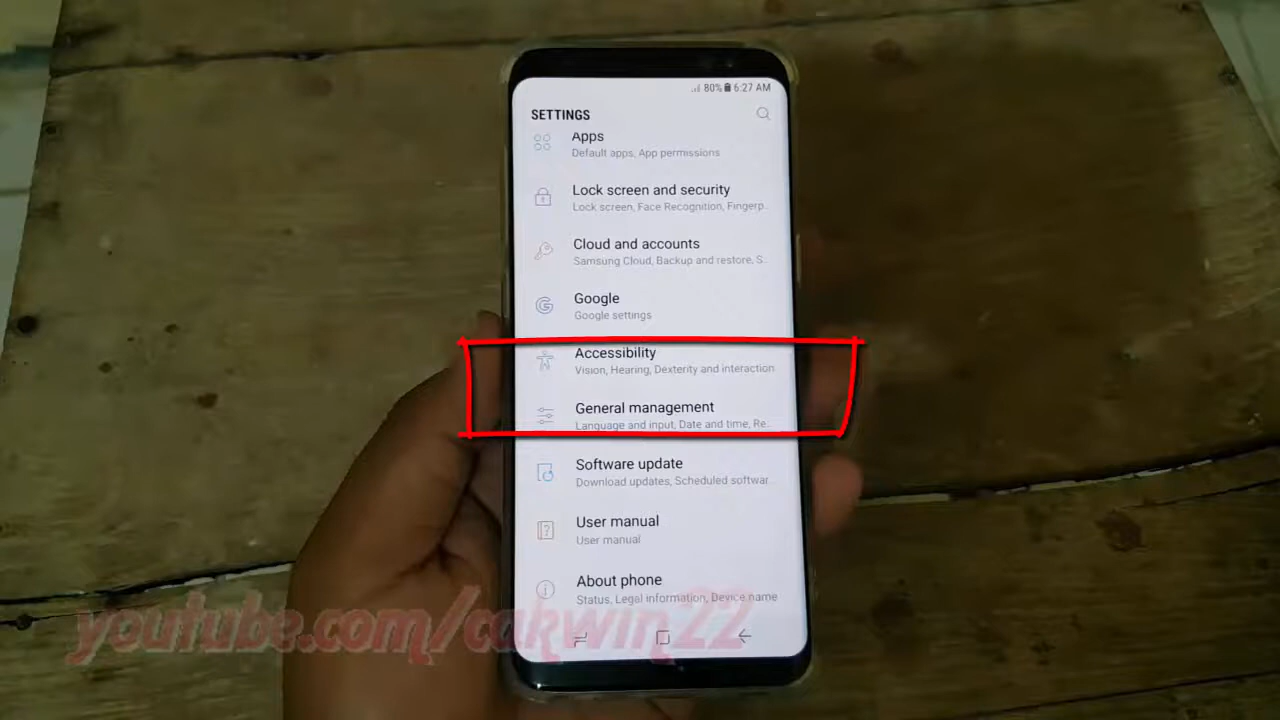 80% 6:27 AM
SETTINGS
Apps
Default apps, App permissions
Lock screen and security
Lock screen, Face Recognition, Fingerp..
Cloud and accounts
Samsung Cloud, Backup and restore, S..
Google
Google settings
Accessibility
Vision, Hearing, Dexterity and interaction
General management
Language and input, Date and time, Re..
Software update
Download updates, Scheduled softwar..
User manual
User manual
About phone
Status, Legal information, Device name
youtube.com/cakwin22